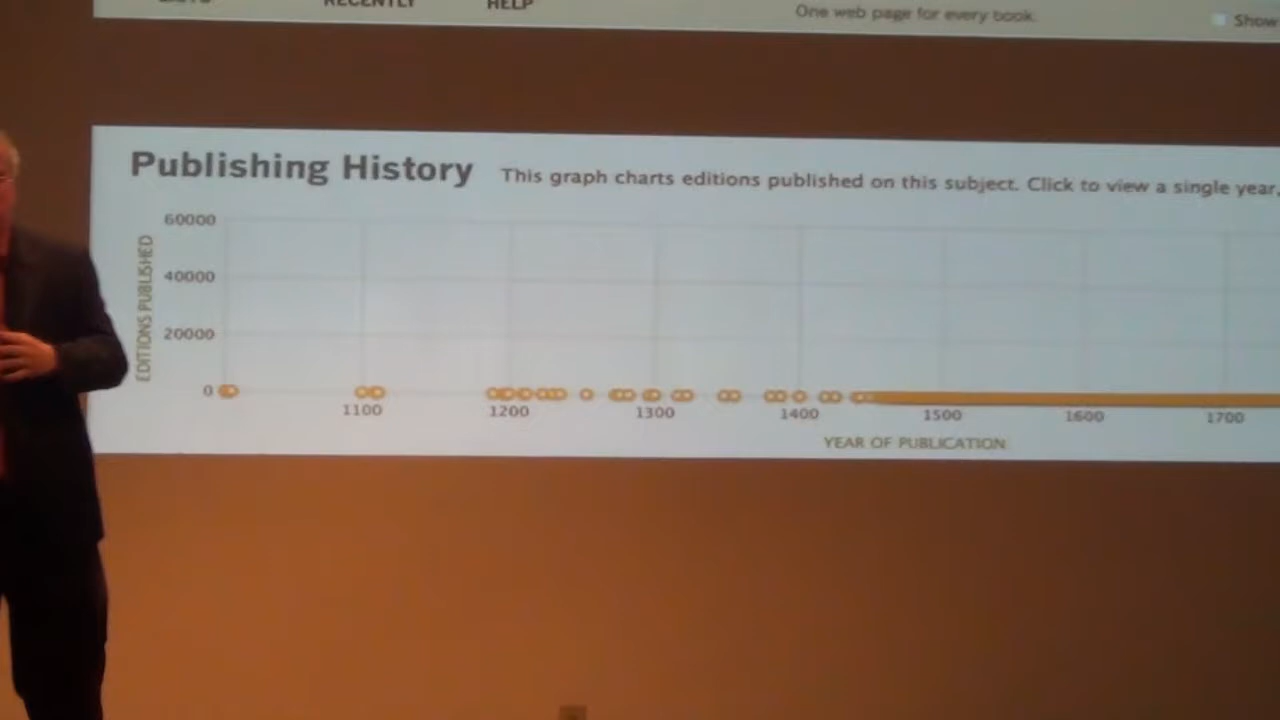 RECENTLY HELP One web page for every book. Show
Publishing History This graph charts editions published on this subject. Click to view a single year,
EDITIONS PUBLISHED
60000
40000
20000
0
1100 1200 1300 1400 1500 1600 1700
YEAR OF PUBLICATION